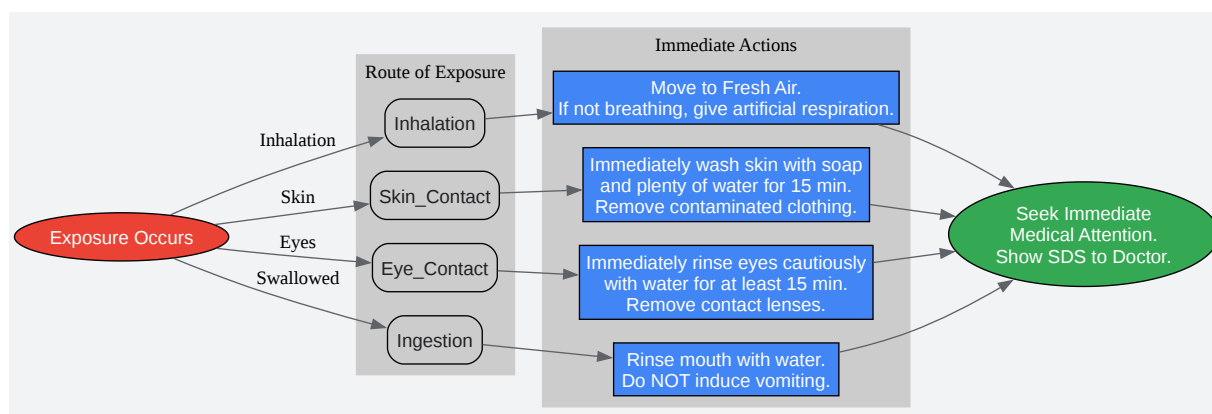 Immediate Actions
Route of Exposure
Move to Fresh Air.
If not breathing, give artificial respiration.
Inhalation
Inhalation
Immediately wash skin with soap
and plenty of water for 15 min.
Remove contaminated clothing.
Skin
Skin_Contact
Seek Immediate
Medical Attention.
Show SDS to Doctor.
Exposure Occurs
Eyes
Eye_Contact
Immediately rinse eyes cautiously
with water for at least 15 min.
Remove contact lenses.
Swallowed
Ingestion
Rinse mouth with water.
Do NOT induce vomiting.